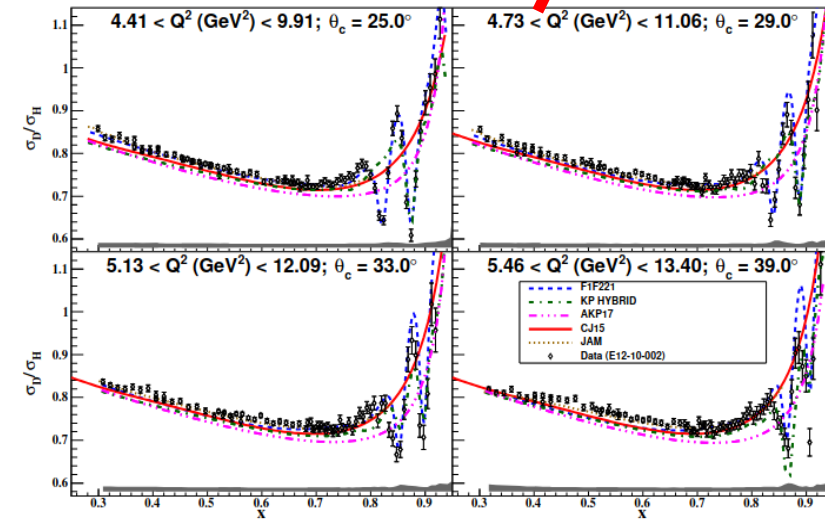 4.41 < Q² (GeV²) < 9.91; θc = 25.0°
4.73 < Q² (GeV²) < 11.06; θc = 29.0°
1.1
1
0.9
0.8
0.7
0.6
σD/σH
5.13 < Q² (GeV²) < 12.09; θc = 33.0°
5.46 < Q² (GeV²) < 13.40; θc = 39.0°
F1F221
KP HYBRID
AKP17
CJ15
JAM
Data (E12-10-002)
1.1
1
0.9
0.8
0.7
0.6
σD/σH
0.3 0.4 0.5 0.6 0.7 0.8 0.9
x
0.3 0.4 0.5 0.6 0.7 0.8 0.9
x